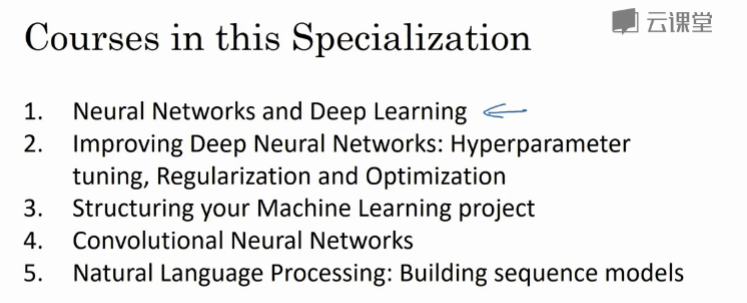 Courses in this Specialization
云课堂
1. Neural Networks and Deep Learning
2. Improving Deep Neural Networks: Hyperparameter
tuning, Regularization and Optimization
3. Structuring your Machine Learning project
4. Convolutional Neural Networks
5. Natural Language Processing: Building sequence models